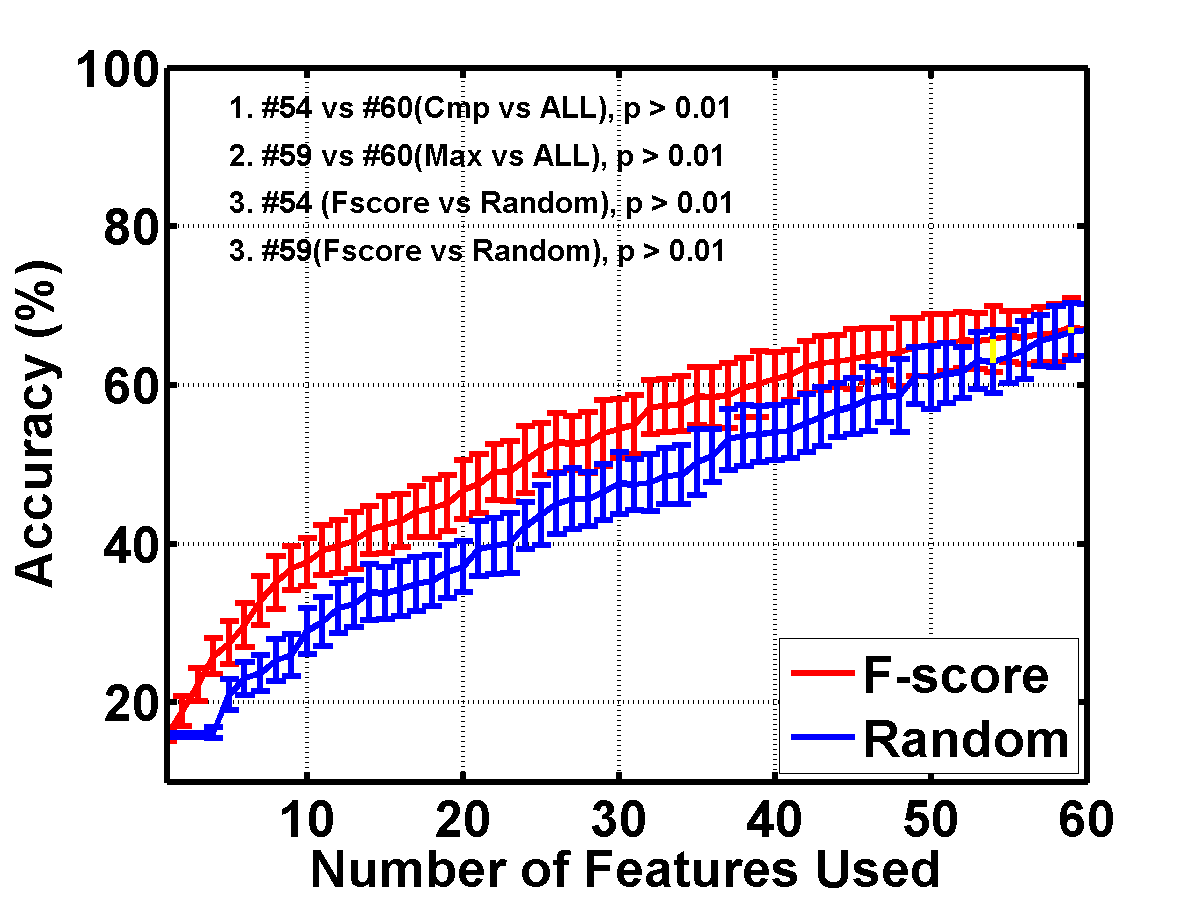 100
1. #54 vs #60(Cmp vs ALL), p > 0.01
2. #59 vs #60(Max vs ALL), p > 0.01
3. #54 (Fscore vs Random), p > 0.01
80
3. #59(Fscore vs Random), p > 0.01
Accuracy (%)
60
40
20
F-score
Random
10 20 30 40 50 60
Number of Features Used